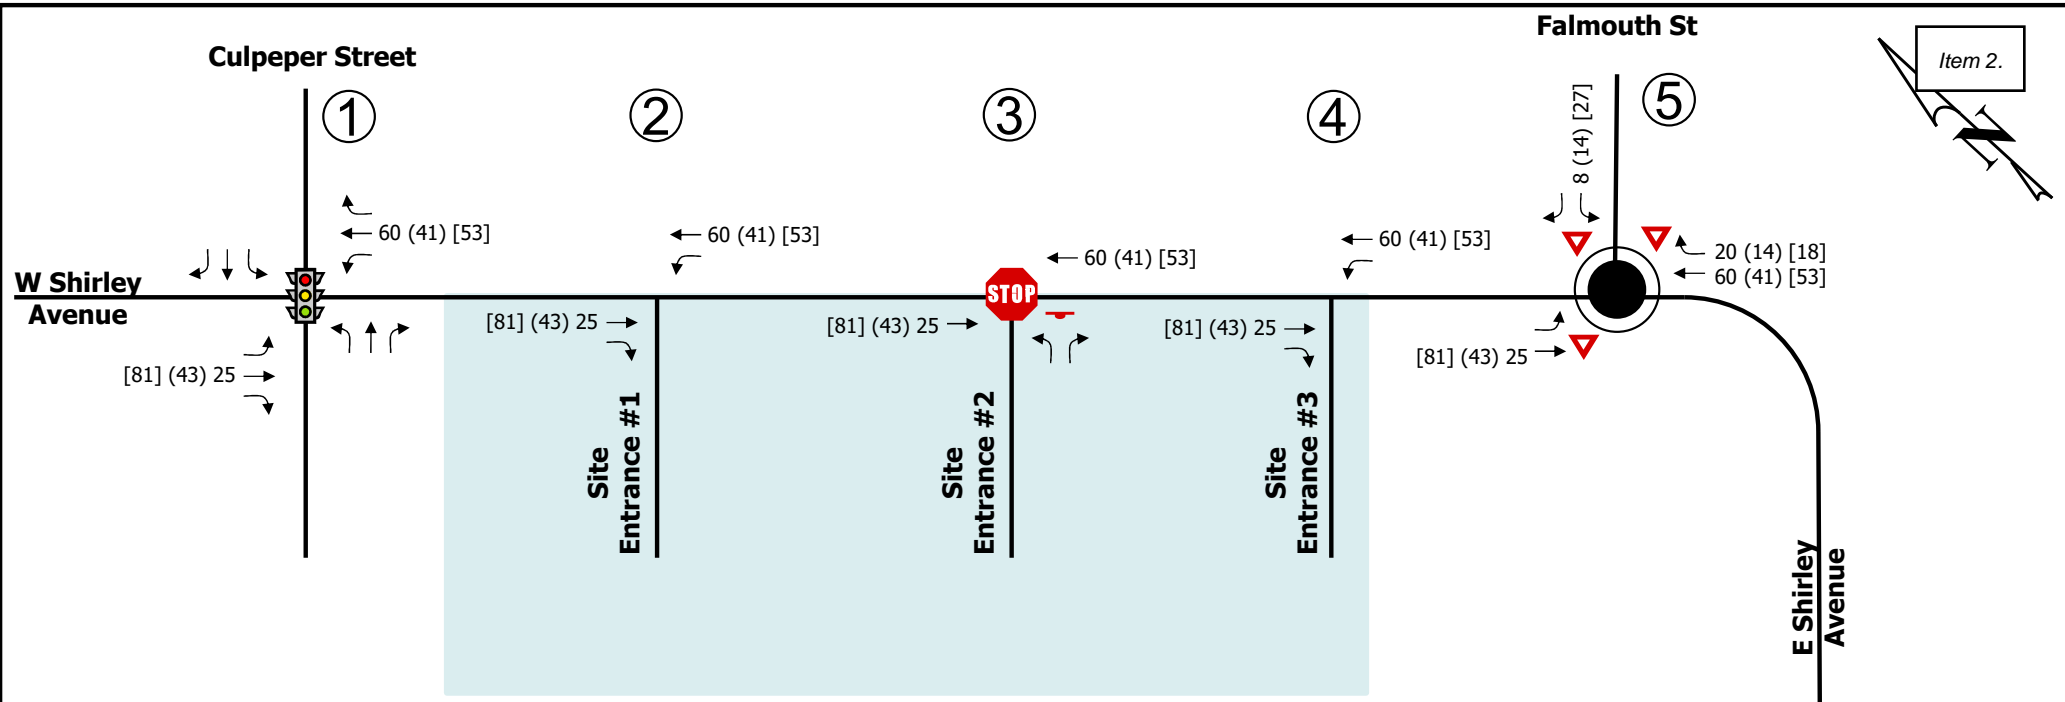 Falmouth St
Item 2.
Culpeper Street
1
2
3
4
5
8 (14) [27]
60 (41) [53]
60 (41) [53]
60 (41) [53]
60 (41) [53]
20 (14) [18]
60 (41) [53]
W Shirley
Avenue
STOP
[81] (43) 25
[81] (43) 25
[81] (43) 25
[81] (43) 25
[81] (43) 25
Site
Entrance #1
Site
Entrance #2
Site
Entrance #3
E Shirley
Avenue
N